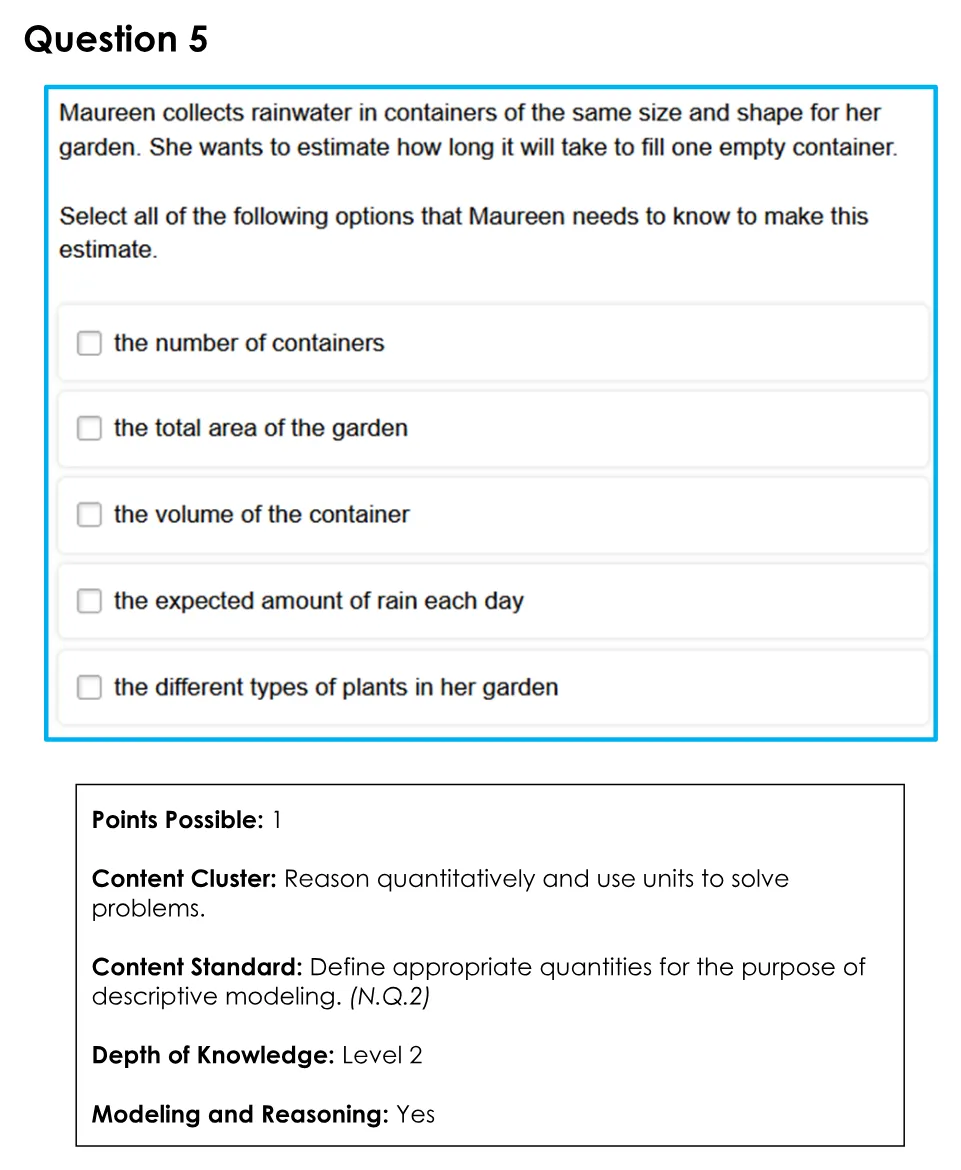 Question 5
Maureen collects rainwater in containers of the same size and shape for her
garden. She wants to estimate how long it will take to fill one empty container.
Select all of the following options that Maureen needs to know to make this
estimate.
the number of containers
the total area of the garden
the volume of the container
the expected amount of rain each day
the different types of plants in her garden
Points Possible: 1
Content Cluster: Reason quantitatively and use units to solve
problems.
Content Standard: Define appropriate quantities for the purpose of
descriptive modeling. (N.Q.2)
Depth of Knowledge: Level 2
Modeling and Reasoning: Yes